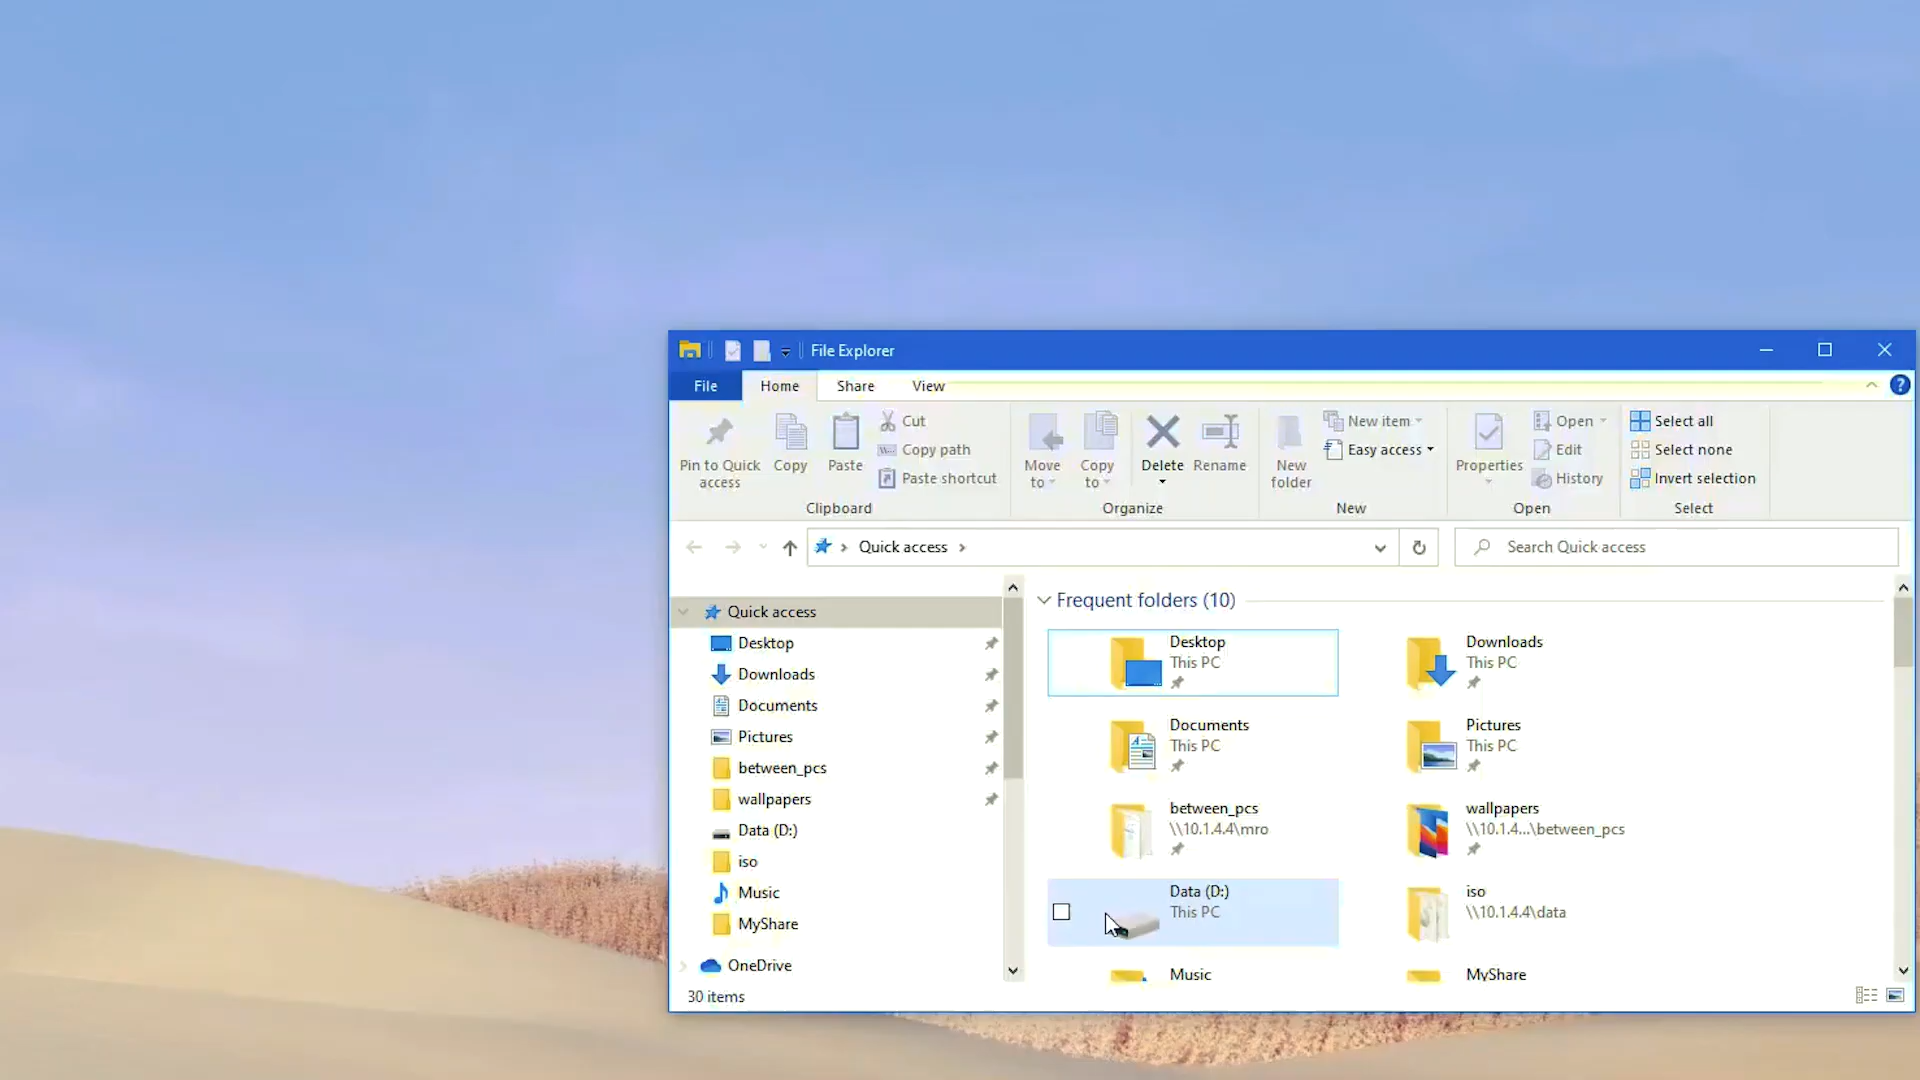 File Explorer
File Home Share View
Pin to Quick access
Copy
Paste
Cut
Copy path
Paste shortcut
Clipboard
Move to
Copy to
Delete
Rename
Organize
New folder
New item
Easy access
New
Properties
Open
Edit
History
Open
Select all
Select none
Invert selection
Select
Quick access
Search Quick access
Quick access
Desktop
Downloads
Documents
Pictures
between_pcs
wallpapers
Data (D:)
iso
Music
MyShare
OneDrive
Frequent folders (10)
Desktop
This PC
Downloads
This PC
Documents
This PC
Pictures
This PC
between_pcs
\\10.1.4.4\mro
wallpapers
\\10.1.4...\between_pcs
Data (D:)
This PC
iso
\\10.1.4.4\data
Music
MyShare
30 items